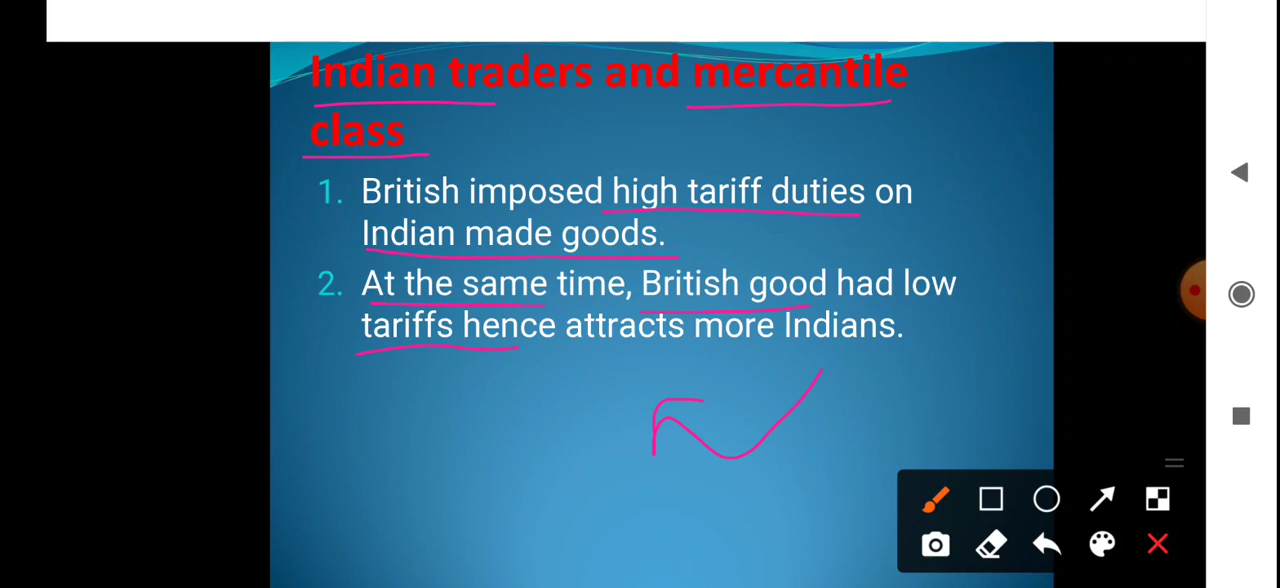 Indian traders and mercantile
class
1. British imposed high tariff duties on
Indian made goods.
2. At the same time, British good had low
tariffs hence attracts more Indians.